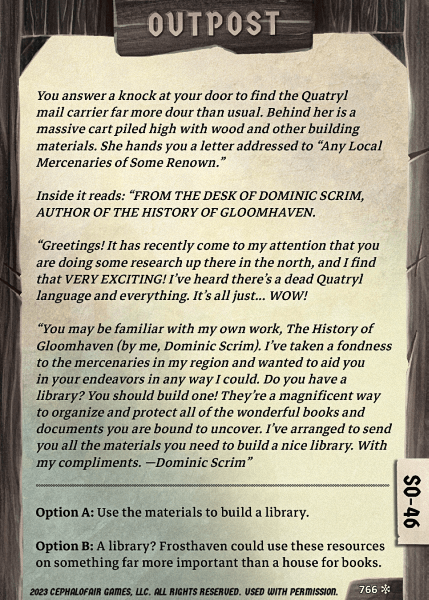 OUTPOST
You answer a knock at your door to find the Quatryl
mail carrier far more dour than usual. Behind her is a
massive cart piled high with wood and other building
materials. She hands you a letter addressed to “Any Local
Mercenaries of Some Renown.”
Inside it reads: “FROM THE DESK OF DOMINIC SCRIM,
AUTHOR OF THE HISTORY OF GLOOMHAVEN.
“Greetings! It has recently come to my attention that you
are doing some research up there in the north, and I find
that VERY EXCITING! I’ve heard there’s a dead Quatryl
language and everything. It’s all just... WOW!
“You may be familiar with my own work, The History of
Gloomhaven (by me, Dominic Scrim). I’ve taken a fondness
to the mercenaries in my region and wanted to aid you
in your endeavors in any way I could. Do you have a
library? You should build one! They’re a magnificent way
to organize and protect all of the wonderful books and
documents you are bound to uncover. I’ve arranged to send
you all the materials you need to build a nice library. With
my compliments. —Dominic Scrim”
Option A: Use the materials to build a library.
Option B: A library? Frosthaven could use these resources
on something far more important than a house for books.
SO-46
2023 CEPHALOFAIR GAMES, LLC. ALL RIGHTS RESERVED. USED WITH PERMISSION.
766